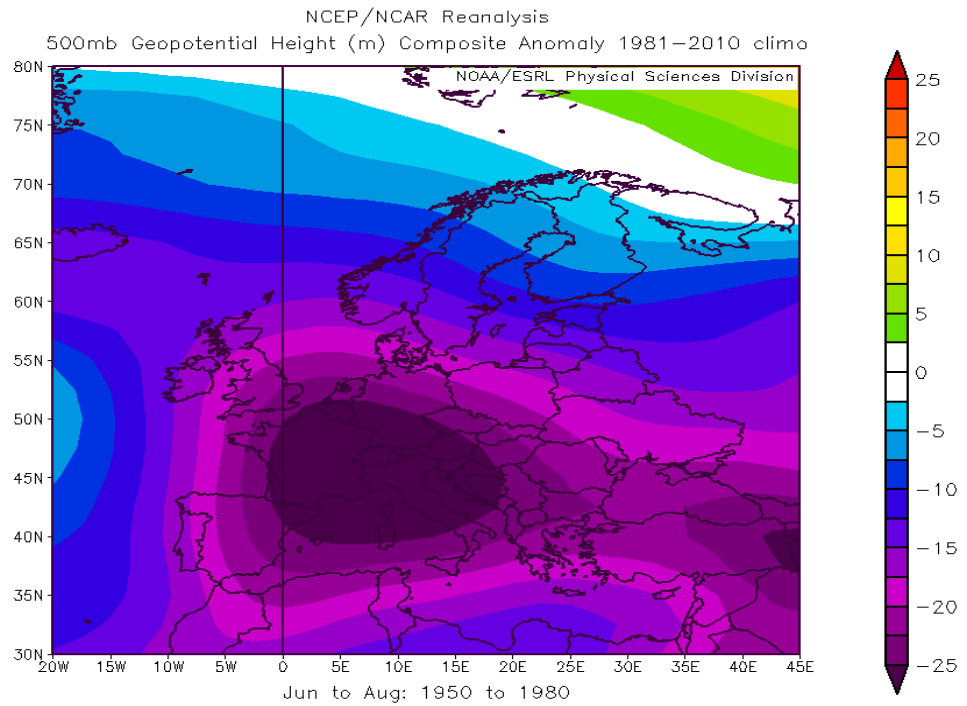 NCEP/NCAR Reanalysis
500mb Geopotential Height (m) Composite Anomaly 1981−2010 climo
NOAA/ESRL Physical Sciences Division
80N
75N
70N
65N
60N
55N
50N
45N
40N
35N
30N
20W 15W 10W 5W 0 5E 10E 15E 20E 25E 30E 35E 40E 45E
Jun to Aug: 1950 to 1980
25
20
15
10
5
0
−5
−10
−15
−20
−25